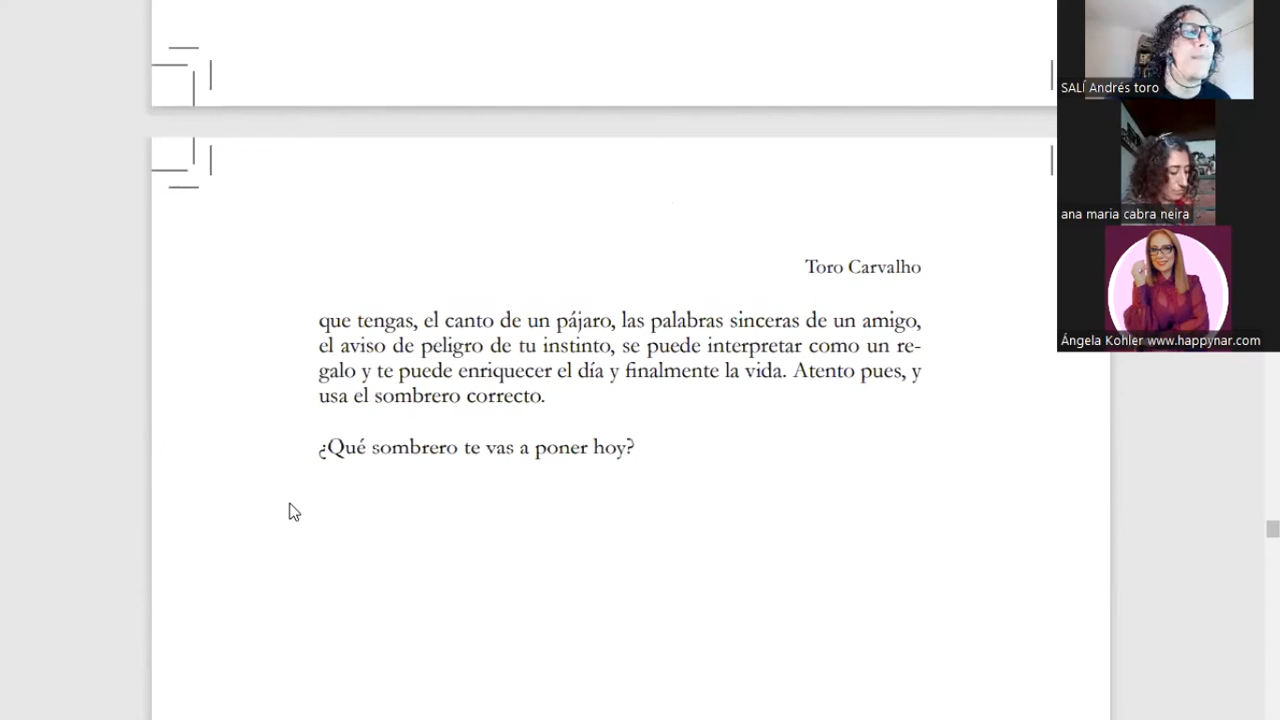 Toro Carvalho
que tengas, el canto de un pájaro, las palabras sinceras de un amigo,
el aviso de peligro de tu instinto, se puede interpretar como un re-
galo y te puede enriquecer el día y finalmente la vida. Atento pues, y
usa el sombrero correcto.
¿Qué sombrero te vas a poner hoy?
SALÍ Andrés toro
ana maria cabra neira
Ángela Kohler www.happynar.com